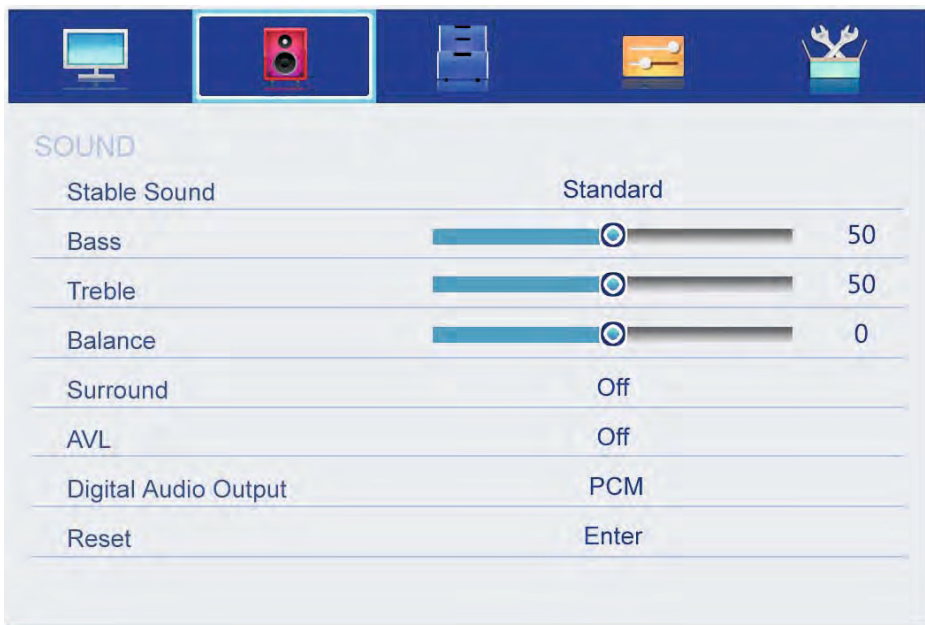 SOUND
Stable Sound Standard
Bass 50
Treble 50
Balance 0
Surround Off
AVL Off
Digital Audio Output PCM
Reset Enter